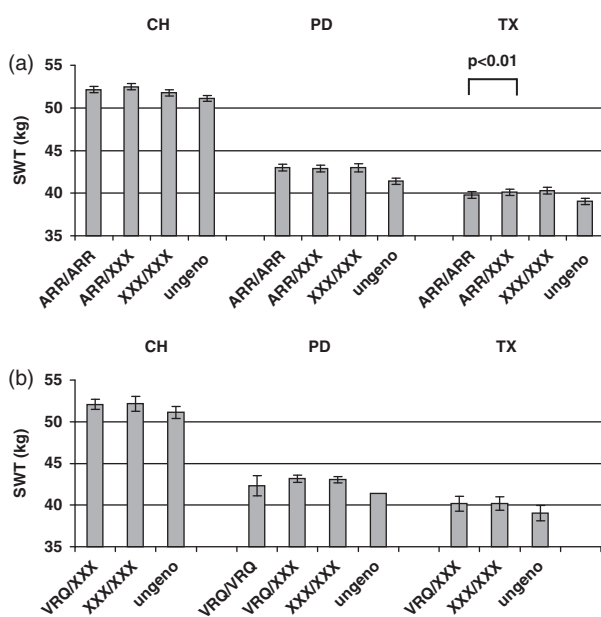 CH PD TX
(a)
p<0.01
SWT (kg)
55
50
45
40
35
ARR/ARR ARR/XXX XXX/XXX ungeno ARR/ARR ARR/XXX XXX/XXX ungeno ARR/ARR ARR/XXX XXX/XXX ungeno
CH PD TX
(b)
SWT (kg)
55
50
45
40
35
VRQ/XXX XXX/XXX ungeno VRQ/VRQ VRQ/XXX XXX/XXX ungeno VRQ/XXX XXX/XXX ungeno